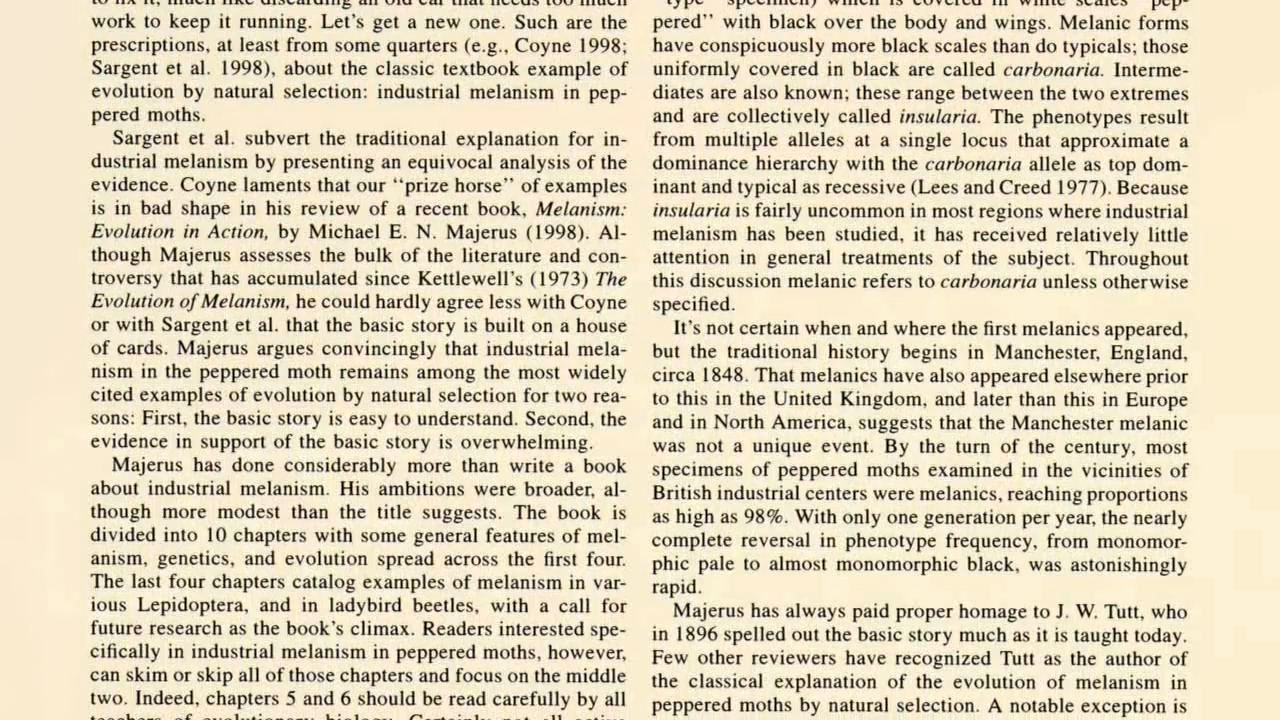 to fix it, much like discarding an old car that needs too much
work to keep it running. Let's get a new one. Such are the
prescriptions, at least from some quarters (e.g., Coyne 1998;
Sargent et al. 1998), about the classic textbook example of
evolution by natural selection: industrial melanism in pep-
pered moths.
Sargent et al. subvert the traditional explanation for in-
dustrial melanism by presenting an equivocal analysis of the
evidence. Coyne laments that our “prize horse” of examples
is in bad shape in his review of a recent book, Melanism:
Evolution in Action, by Michael E. N. Majerus (1998). Al-
though Majerus assesses the bulk of the literature and con-
troversy that has accumulated since Kettlewell's (1973) The
Evolution of Melanism, he could hardly agree less with Coyne
or with Sargent et al. that the basic story is built on a house
of cards. Majerus argues convincingly that industrial mela-
nism in the peppered moth remains among the most widely
cited examples of evolution by natural selection for two rea-
sons: First, the basic story is easy to understand. Second, the
evidence in support of the basic story is overwhelming.
Majerus has done considerably more than write a book
about industrial melanism. His ambitions were broader, al-
though more modest than the title suggests. The book is
divided into 10 chapters with some general features of mel-
anism, genetics, and evolution spread across the first four.
The last four chapters catalog examples of melanism in var-
ious Lepidoptera, and in ladybird beetles, with a call for
future research as the book's climax. Readers interested spe-
cifically in industrial melanism in peppered moths, however,
can skim or skip all of those chapters and focus on the middle
two. Indeed, chapters 5 and 6 should be read carefully by all
teachers of evolutionary biology. Certainly not all active
type” specimen) which is covered in white scales “pep-
pered” with black over the body and wings. Melanic forms
have conspicuously more black scales than do typicals; those
uniformly covered in black are called carbonaria. Interme-
diates are also known; these range between the two extremes
and are collectively called insularia. The phenotypes result
from multiple alleles at a single locus that approximate a
dominance hierarchy with the carbonaria allele as top dom-
inant and typical as recessive (Lees and Creed 1977). Because
insularia is fairly uncommon in most regions where industrial
melanism has been studied, it has received relatively little
attention in general treatments of the subject. Throughout
this discussion melanic refers to carbonaria unless otherwise
specified.
It's not certain when and where the first melanics appeared,
but the traditional history begins in Manchester, England,
circa 1848. That melanics have also appeared elsewhere prior
to this in the United Kingdom, and later than this in Europe
and in North America, suggests that the Manchester melanic
was not a unique event. By the turn of the century, most
specimens of peppered moths examined in the vicinities of
British industrial centers were melanics, reaching proportions
as high as 98%. With only one generation per year, the nearly
complete reversal in phenotype frequency, from monomor-
phic pale to almost monomorphic black, was astonishingly
rapid.
Majerus has always paid proper homage to J. W. Tutt, who
in 1896 spelled out the basic story much as it is taught today.
Few other reviewers have recognized Tutt as the author of
the classical explanation of the evolution of melanism in
peppered moths by natural selection. A notable exception is